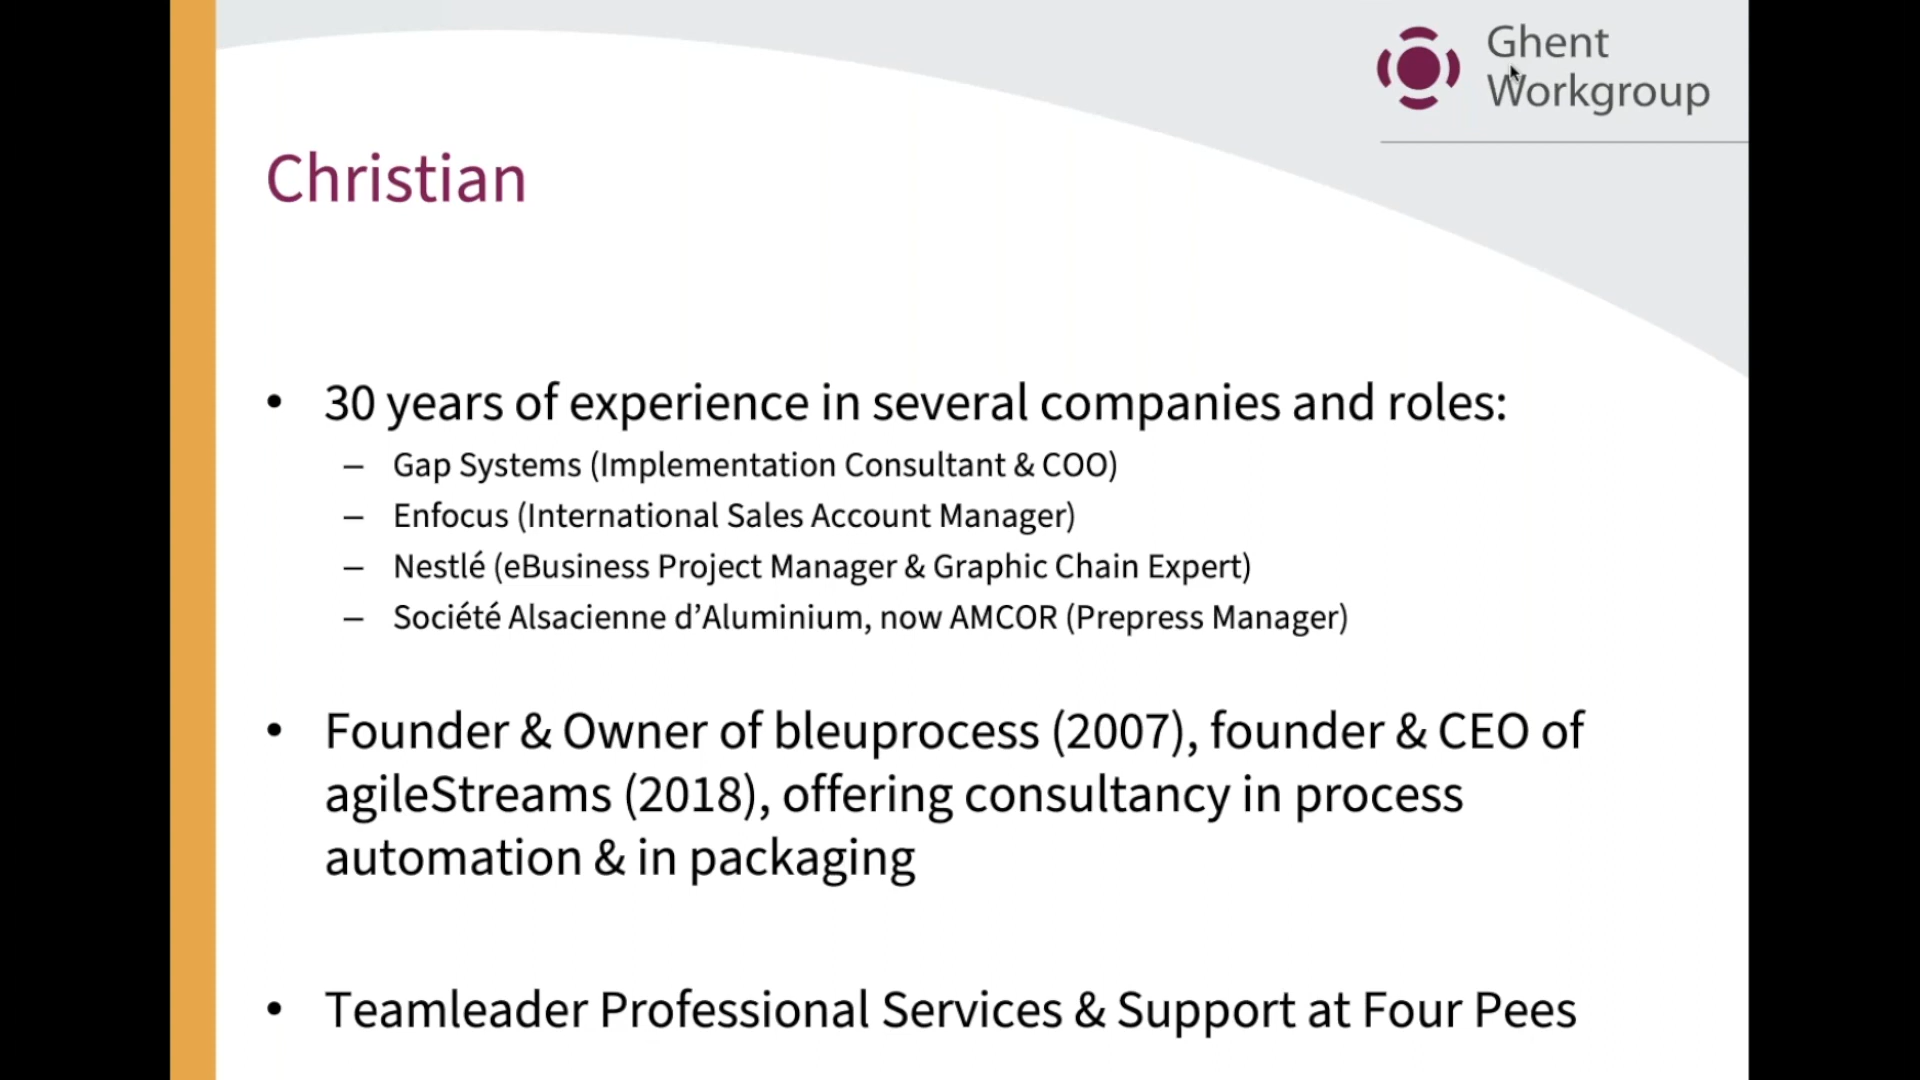 Ghent
Workgroup
Christian
• 30 years of experience in several companies and roles:
– Gap Systems (Implementation Consultant & COO)
– Enfocus (International Sales Account Manager)
– Nestlé (eBusiness Project Manager & Graphic Chain Expert)
– Société Alsacienne d’Aluminium, now AMCOR (Prepress Manager)
• Founder & Owner of bleuprocess (2007), founder & CEO of
agileStreams (2018), offering consultancy in process
automation & in packaging
• Teamleader Professional Services & Support at Four Pees